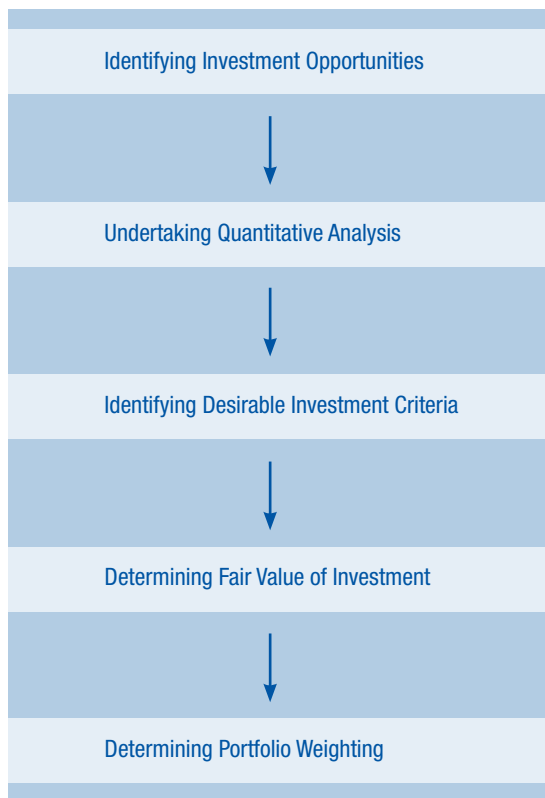 Identifying Investment Opportunities
Undertaking Quantitative Analysis
Identifying Desirable Investment Criteria
Determining Fair Value of Investment
Determining Portfolio Weighting